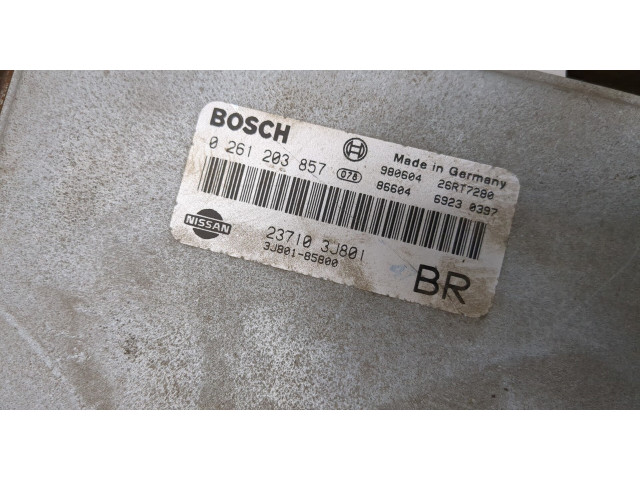 BOSCH
Made in Germany
0 261 203 857 078 980604 26RT7280
86604 6923 0397
NISSAN
23710 3J801
3J801-85800
BR